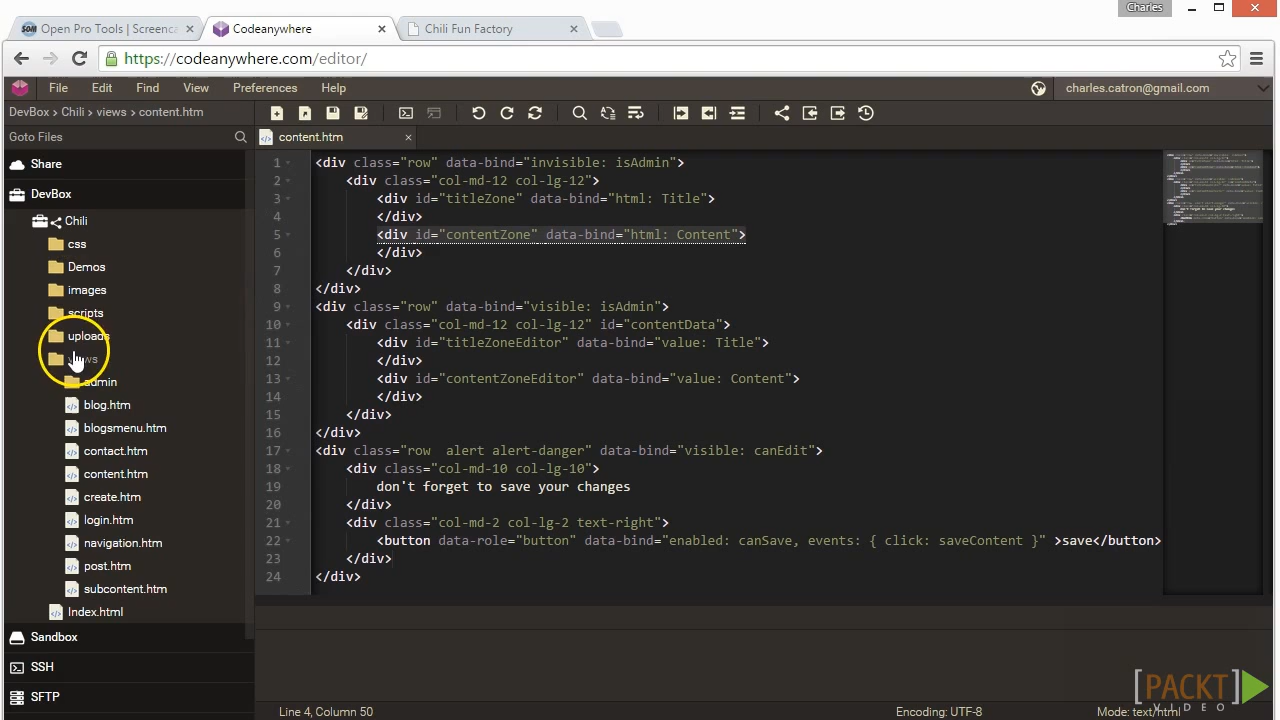 Charles
Open Pro Tools | Screenca
Codeanywhere
Chili Fun Factory
https://codeanywhere.com/editor/
File Edit Find View Preferences Help
charles.catron@gmail.com
DevBox > Chili > views > content.htm
Goto Files
content.htm
Share
DevBox
Chili
css
Demos
images
scripts
uploads
views
admin
blog.htm
blogsmenu.htm
contact.htm
content.htm
create.htm
login.htm
navigation.htm
post.htm
subcontent.htm
Index.html
Sandbox
SSH
SFTP
1 <div class="row" data-bind="invisible: isAdmin">
2 <div class="col-md-12 col-lg-12">
3 <div id="titleZone" data-bind="html: Title">
4 </div>
5 <div id="contentZone" data-bind="html: Content">
6 </div>
7 </div>
8 </div>
9 <div class="row" data-bind="visible: isAdmin">
10 <div class="col-md-12 col-lg-12" id="contentData">
11 <div id="titleZoneEditor" data-bind="value: Title">
12 </div>
13 <div id="contentZoneEditor" data-bind="value: Content">
14 </div>
15 </div>
16 </div>
17 <div class="row  alert alert-danger" data-bind="visible: canEdit">
18 <div class="col-md-10 col-lg-10">
19 don't forget to save your changes
20 </div>
21 <div class="col-md-2 col-lg-2 text-right">
22 <button data-role="button" data-bind="enabled: canSave, events: { click: saveContent }" >save</button>
23 </div>
24 </div>
[PACKT]
VIDEO
Line 4, Column 50
Encoding: UTF-8
Mode: text/html